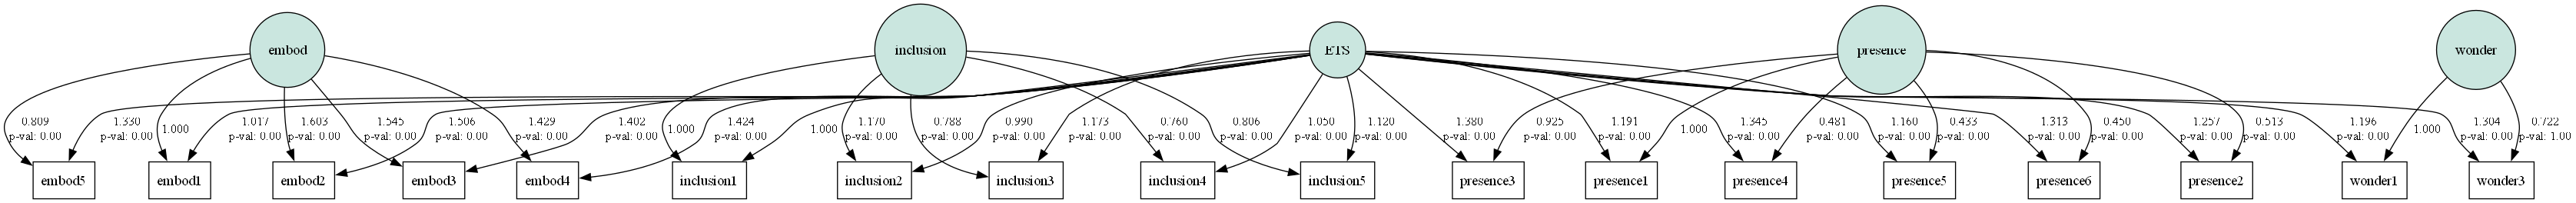 embod
inclusion
ETS
presence
wonder
0.809
p-val: 0.00
1.330
p-val: 0.00
1.000
1.017
p-val: 0.00
1.603
p-val: 0.00
1.545
p-val: 0.00
1.506
p-val: 0.00
1.429
p-val: 0.00
1.402
p-val: 0.00
1.000
1.424
p-val: 0.00
1.000
1.170
p-val: 0.00
0.788
p-val: 0.00
0.990
p-val: 0.00
1.173
p-val: 0.00
0.760
p-val: 0.00
0.806
p-val: 0.00
1.050
p-val: 0.00
1.120
p-val: 0.00
1.380
p-val: 0.00
0.925
p-val: 0.00
1.191
p-val: 0.00
1.000
1.345
p-val: 0.00
0.481
p-val: 0.00
1.160
p-val: 0.00
0.433
p-val: 0.00
1.313
p-val: 0.00
0.450
p-val: 0.00
1.257
p-val: 0.00
0.513
p-val: 0.00
1.196
p-val: 0.00
1.000
1.304
p-val: 0.00
0.722
p-val: 1.00
embod5
embod1
embod2
embod3
embod4
inclusion1
inclusion2
inclusion3
inclusion4
inclusion5
presence3
presence1
presence4
presence5
presence6
presence2
wonder1
wonder3